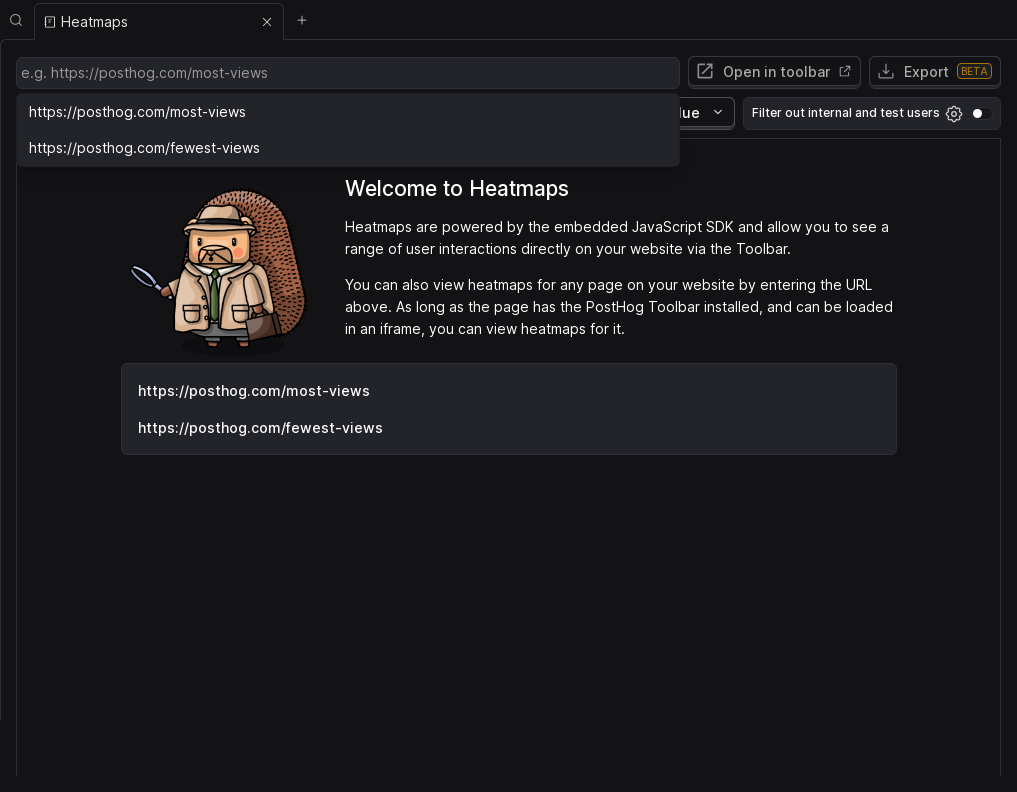 Heatmaps
e.g. https://posthog.com/most-views
Open in toolbar
Export BETA
https://posthog.com/most-views
https://posthog.com/fewest-views
lue
Filter out internal and test users
Welcome to Heatmaps
Heatmaps are powered by the embedded JavaScript SDK and allow you to see a
range of user interactions directly on your website via the Toolbar.
You can also view heatmaps for any page on your website by entering the URL
above. As long as the page has the PostHog Toolbar installed, and can be loaded
in an iframe, you can view heatmaps for it.
https://posthog.com/most-views
https://posthog.com/fewest-views